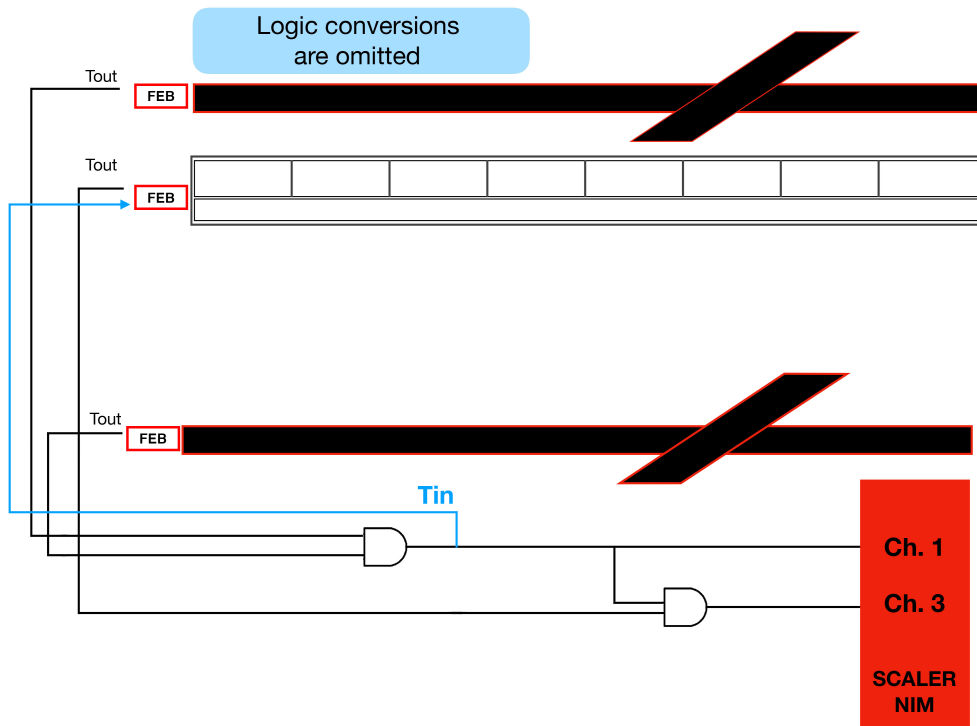 Logic conversions
are omitted
Tout
FEB
Tout
FEB
Tout
FEB
Tin
Ch. 1
Ch. 3
SCALER
NIM